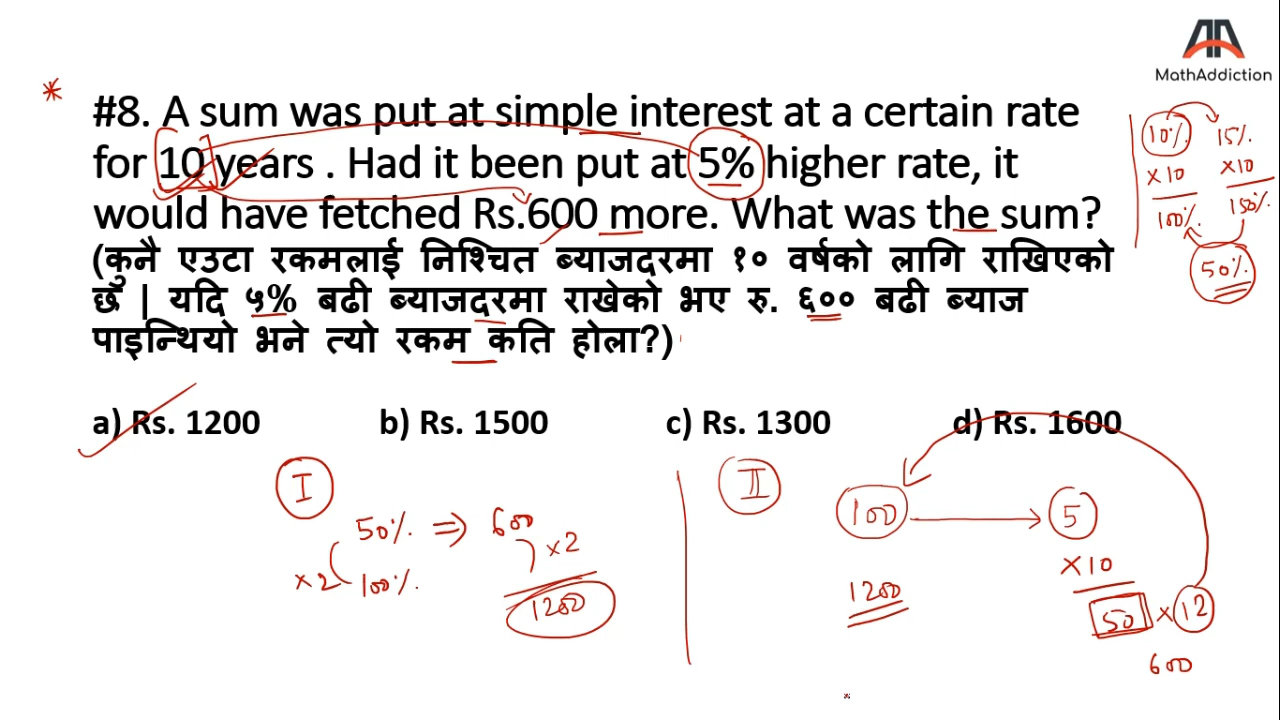 MathAddiction
#8. A sum was put at simple interest at a certain rate
for 10 years . Had it been put at 5% higher rate, it
would have fetched Rs.600 more. What was the sum?
(कुनै एउटा रकमलाई निश्चित ब्याजदरमा १० वर्षको लागि राखिएको
छ | यदि ५% बढी ब्याजदरमा राखेको भए रु. ६०० बढी ब्याज
पाइन्थियो भने त्यो रकम कति होला?)
10% 15%
×10 ×10
100% 150%
50%
a) Rs. 1200 b) Rs. 1500 c) Rs. 1300 d) Rs. 1600
I
50% ⇒ 600
×2 100% ×2
1200
II
100 → 5
×10
1200 50 ×12
600